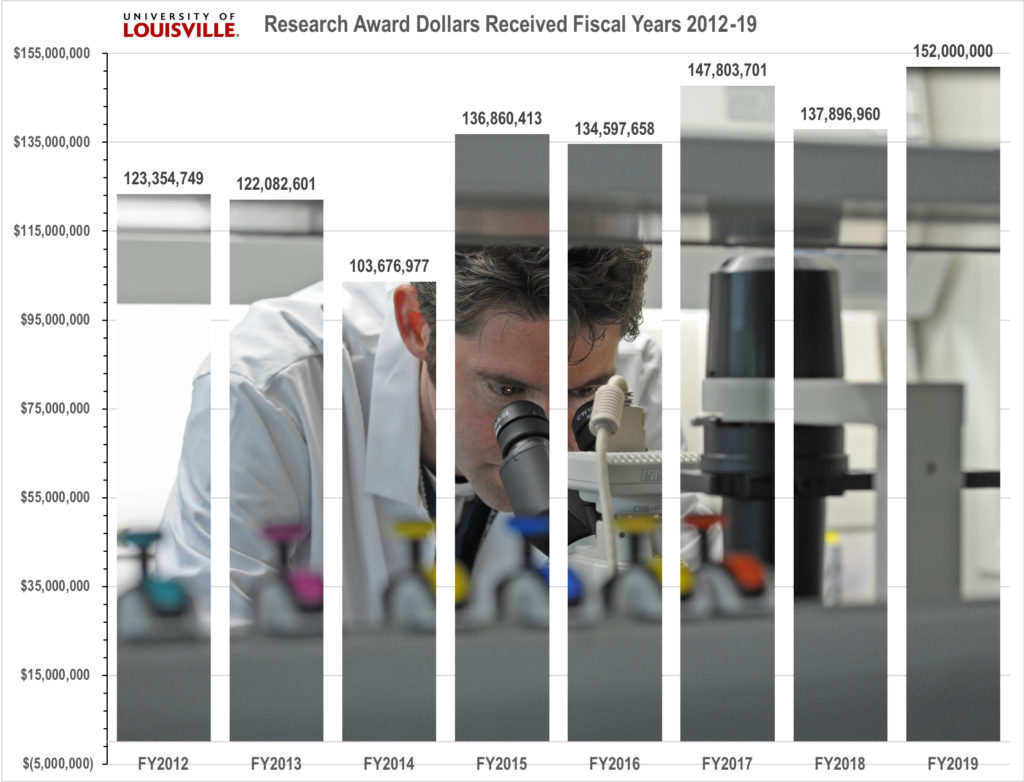 UNIVERSITY OF
LOUISVILLE.
Research Award Dollars Received Fiscal Years 2012-19
$155,000,000
$135,000,000
$115,000,000
$95,000,000
$75,000,000
$55,000,000
$35,000,000
$15,000,000
$(5,000,000)
123,354,749
122,082,601
103,676,977
136,860,413
134,597,658
147,803,701
137,896,960
152,000,000
FY2012
FY2013
FY2014
FY2015
FY2016
FY2017
FY2018
FY2019